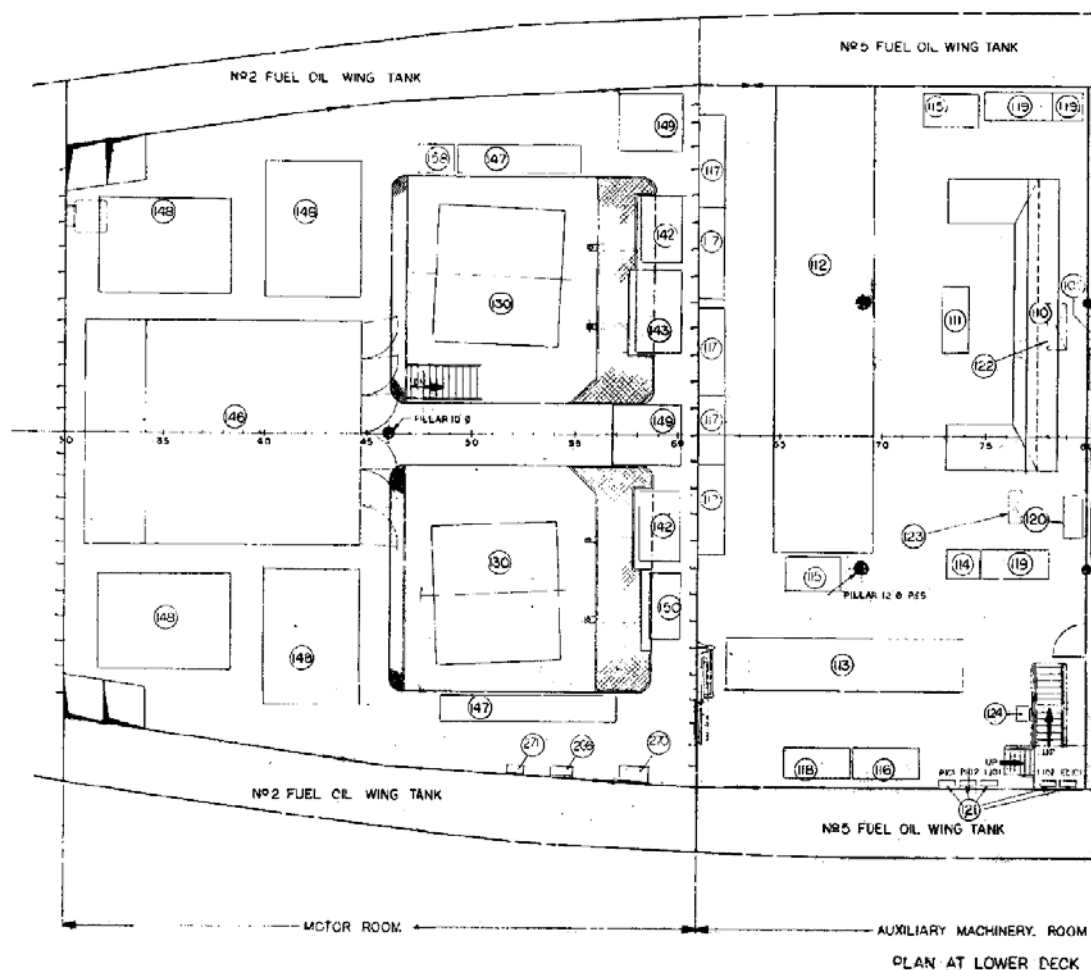 Nº5 FUEL OIL WING TANK
Nº2 FUEL OIL WING TANK
115 119 119
149
158 147
117
148 146
142
117
112
130
111 110
143
117
122
146
PILLAR 10 Ø
149 117
30 35 40 45 50 55 60 65 70 75
142
120
123
130
115
114 119
PILLAR 12 Ø P&S
150
148
148
113
147
124
271 270
UP
UP
118 116
121
Nº2 FUEL OIL WING TANK
Nº5 FUEL OIL WING TANK
MOTOR ROOM
AUXILIARY MACHINERY ROOM
PLAN AT LOWER DECK